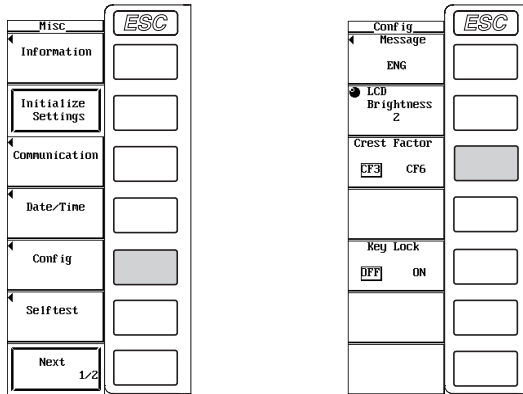 Misc
ESC
Information
Initialize
Settings
Communication
Date/Time
Config
Selftest
Next
1/2
Config
ESC
Message
ENG
LCD
Brightness
2
Crest Factor
CF3 CF6
Key Lock
OFF ON